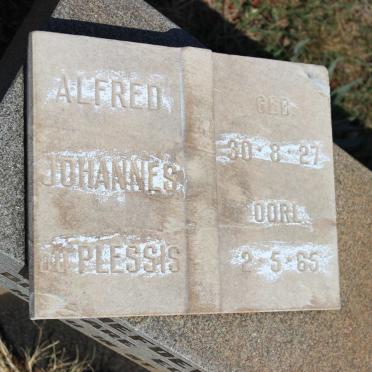 ALFRED
JOHANNES
DU PLESSIS
GEB
30-8-27
OORL
2-5-65